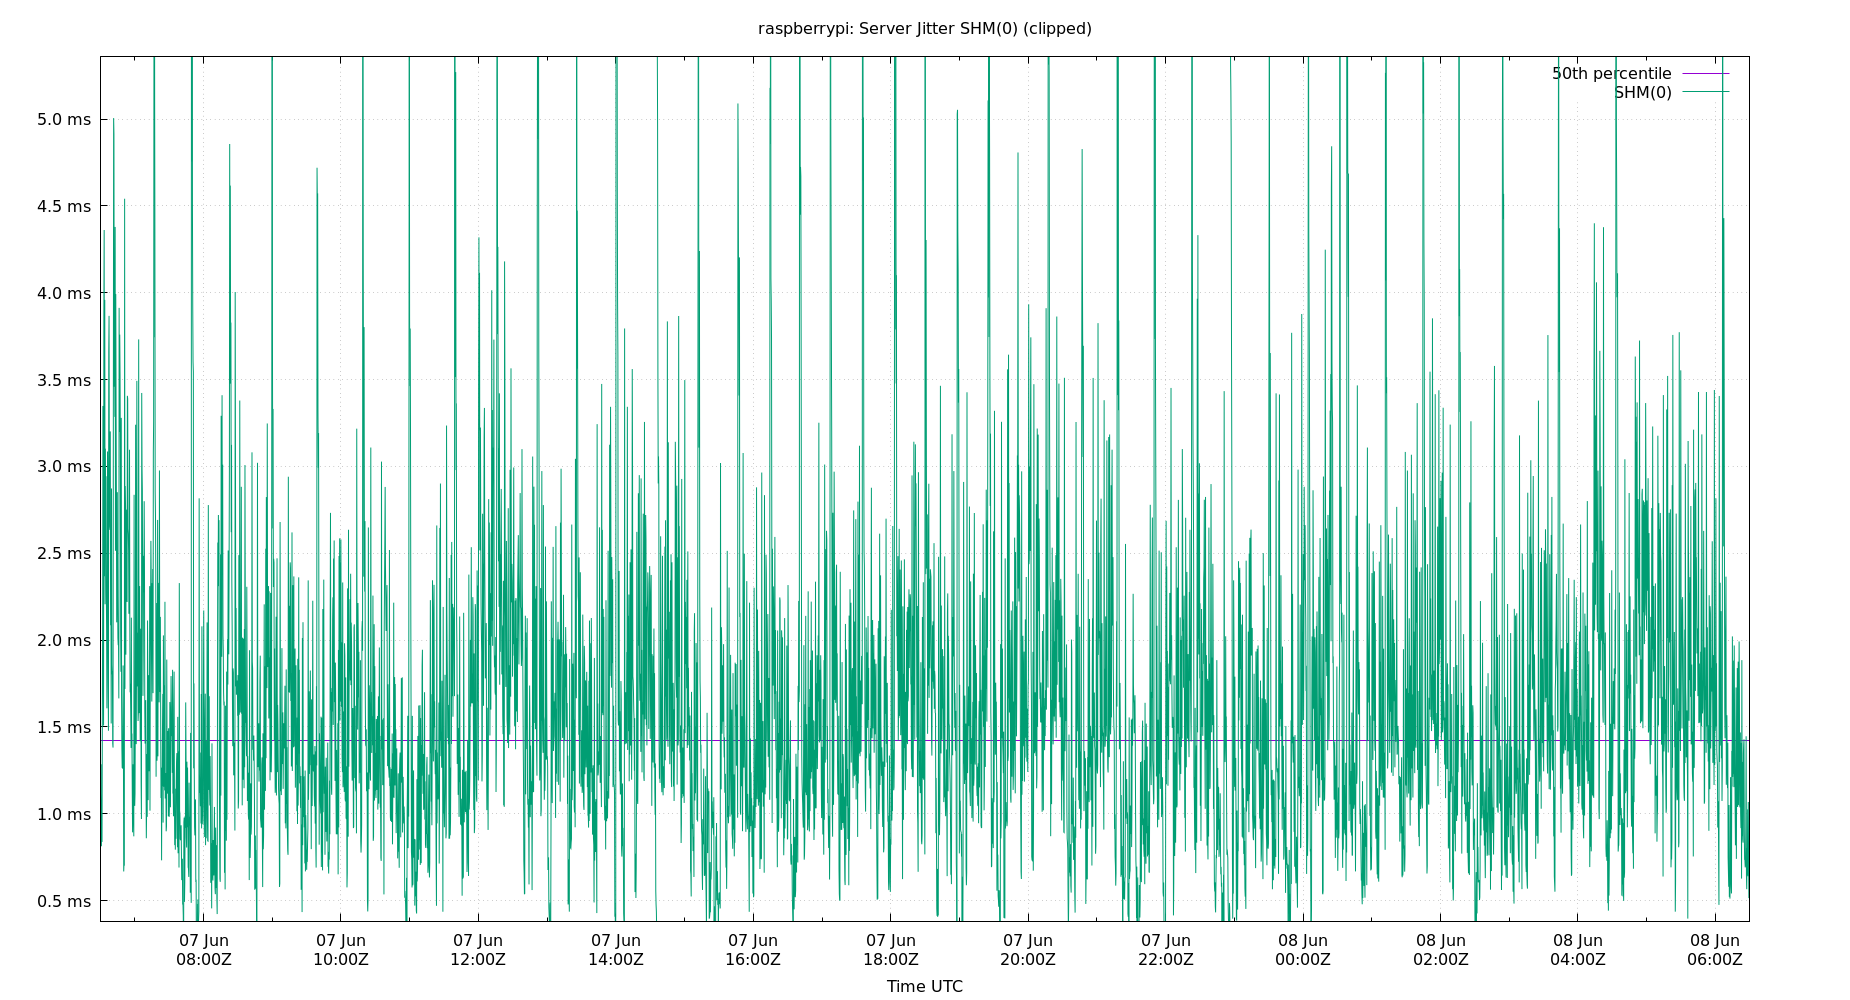 raspberrypi: Server Jitter SHM(0) (clipped)
50th percentile
SHM(0)
5.0 ms
4.5 ms
4.0 ms
3.5 ms
3.0 ms
2.5 ms
2.0 ms
1.5 ms
1.0 ms
0.5 ms
07 Jun 07 Jun 07 Jun 07 Jun 07 Jun 07 Jun 07 Jun 07 Jun 08 Jun 08 Jun 08 Jun 08 Jun
08:00Z 10:00Z 12:00Z 14:00Z 16:00Z 18:00Z 20:00Z 22:00Z 00:00Z 02:00Z 04:00Z 06:00Z
Time UTC